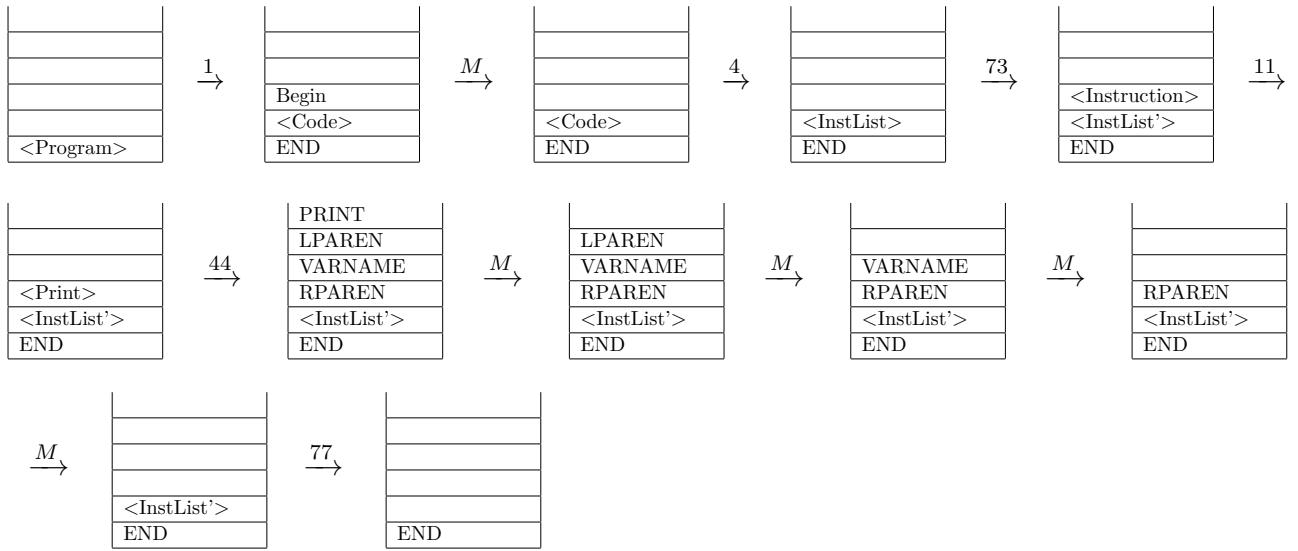 <Program>
1
Begin
<Code>
END
M
<Code>
END
4
<InstList>
END
73
<Instruction>
<InstList'>
END
11
<Print>
<InstList'>
END
44
PRINT
LPAREN
VARNAME
RPAREN
<InstList'>
END
M
LPAREN
VARNAME
RPAREN
<InstList'>
END
M
VARNAME
RPAREN
<InstList'>
END
M
RPAREN
<InstList'>
END
M
<InstList'>
END
77
END